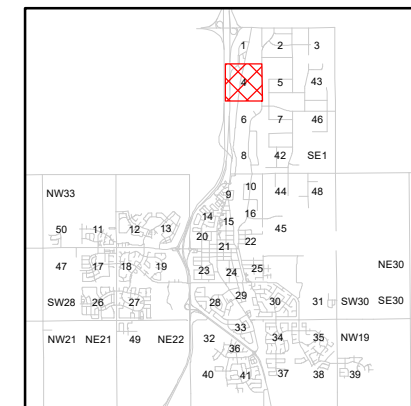 1 2 3
4 5 43
6 7 46
8 42 SE1
10 44 48
NW33 9
14 15 16
50 11 12 13 20 45
21 22
47 17 18 19 23 24 25 NE30
SW28 26 27 28 29 30 31 SW30 SE30
33
NW21 NE21 49 NE22 32 34 35 NW19
36
40 41 37 38 39